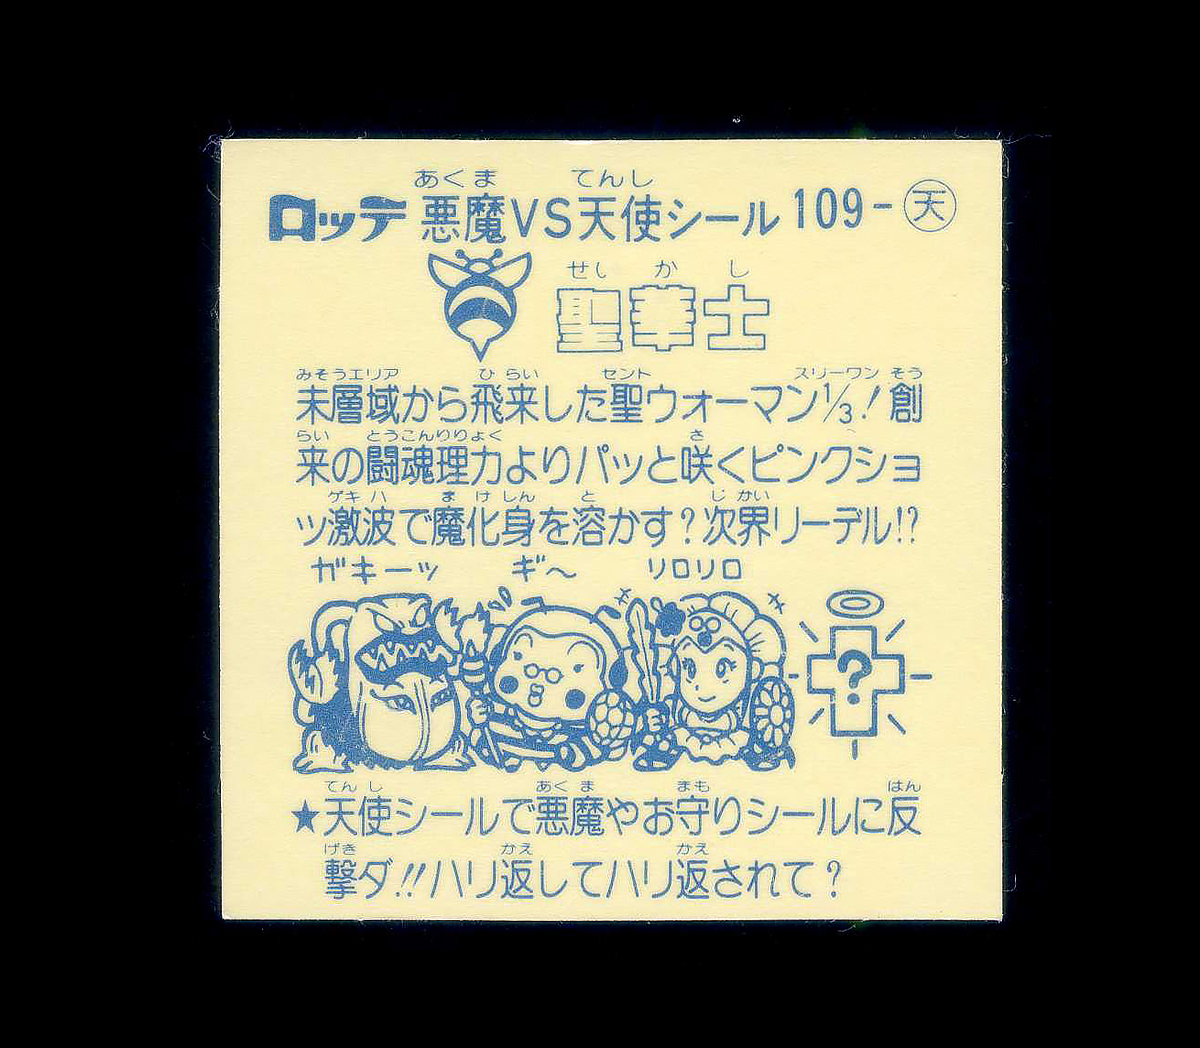 あくま てんし
ロッテ 悪魔VS天使シール 109-天
せいかし
聖華士
みそうエリア ひらい セント スリーワン そう
未層域から飛来した聖ウォーマン1/3!創
らい とうこんりりょく さ
来の闘魂理力よりパッと咲くピンクショ
ゲキハ まけしん と じかい
ッ激波で魔化身を溶かす?次界リーデル!?
ガキーッ ギ〜 リロリロ
?
てんし あくま まも はん
★天使シールで悪魔やお守りシールに反
げき かえ かえ
撃ダ!!ハリ返してハリ返されて?